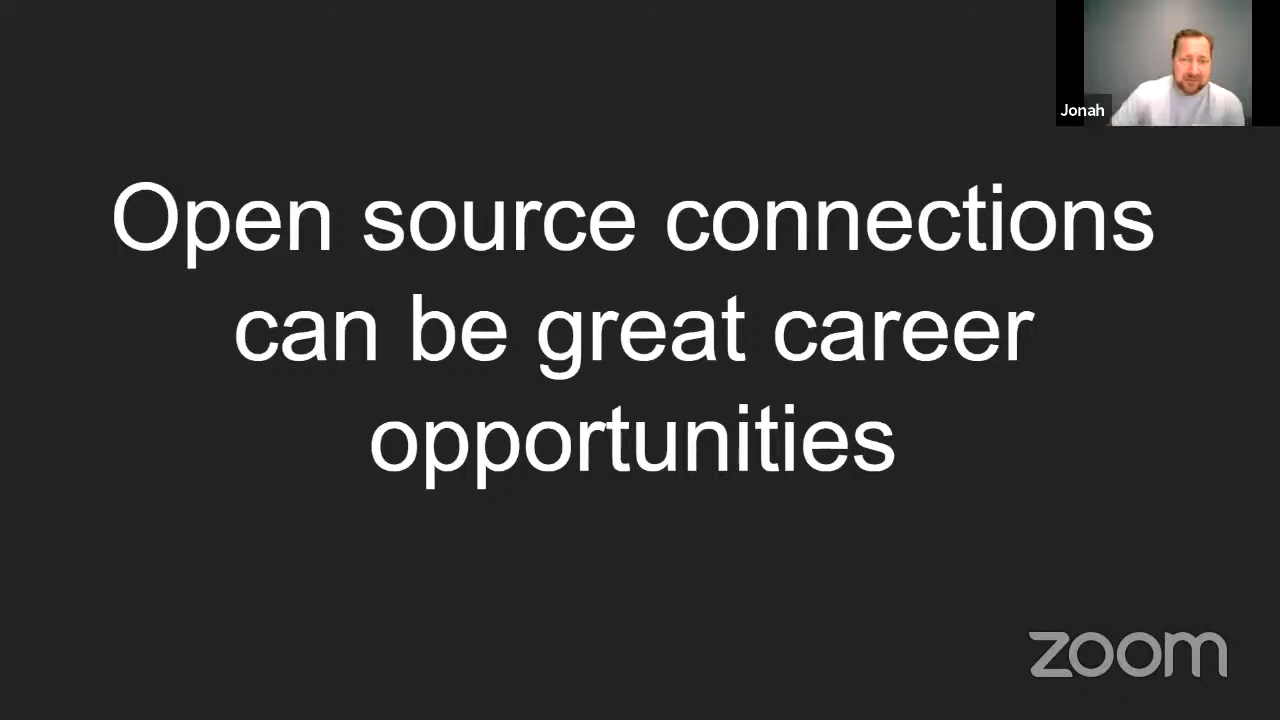 Jonah
Open source connections
can be great career
opportunities
zoom